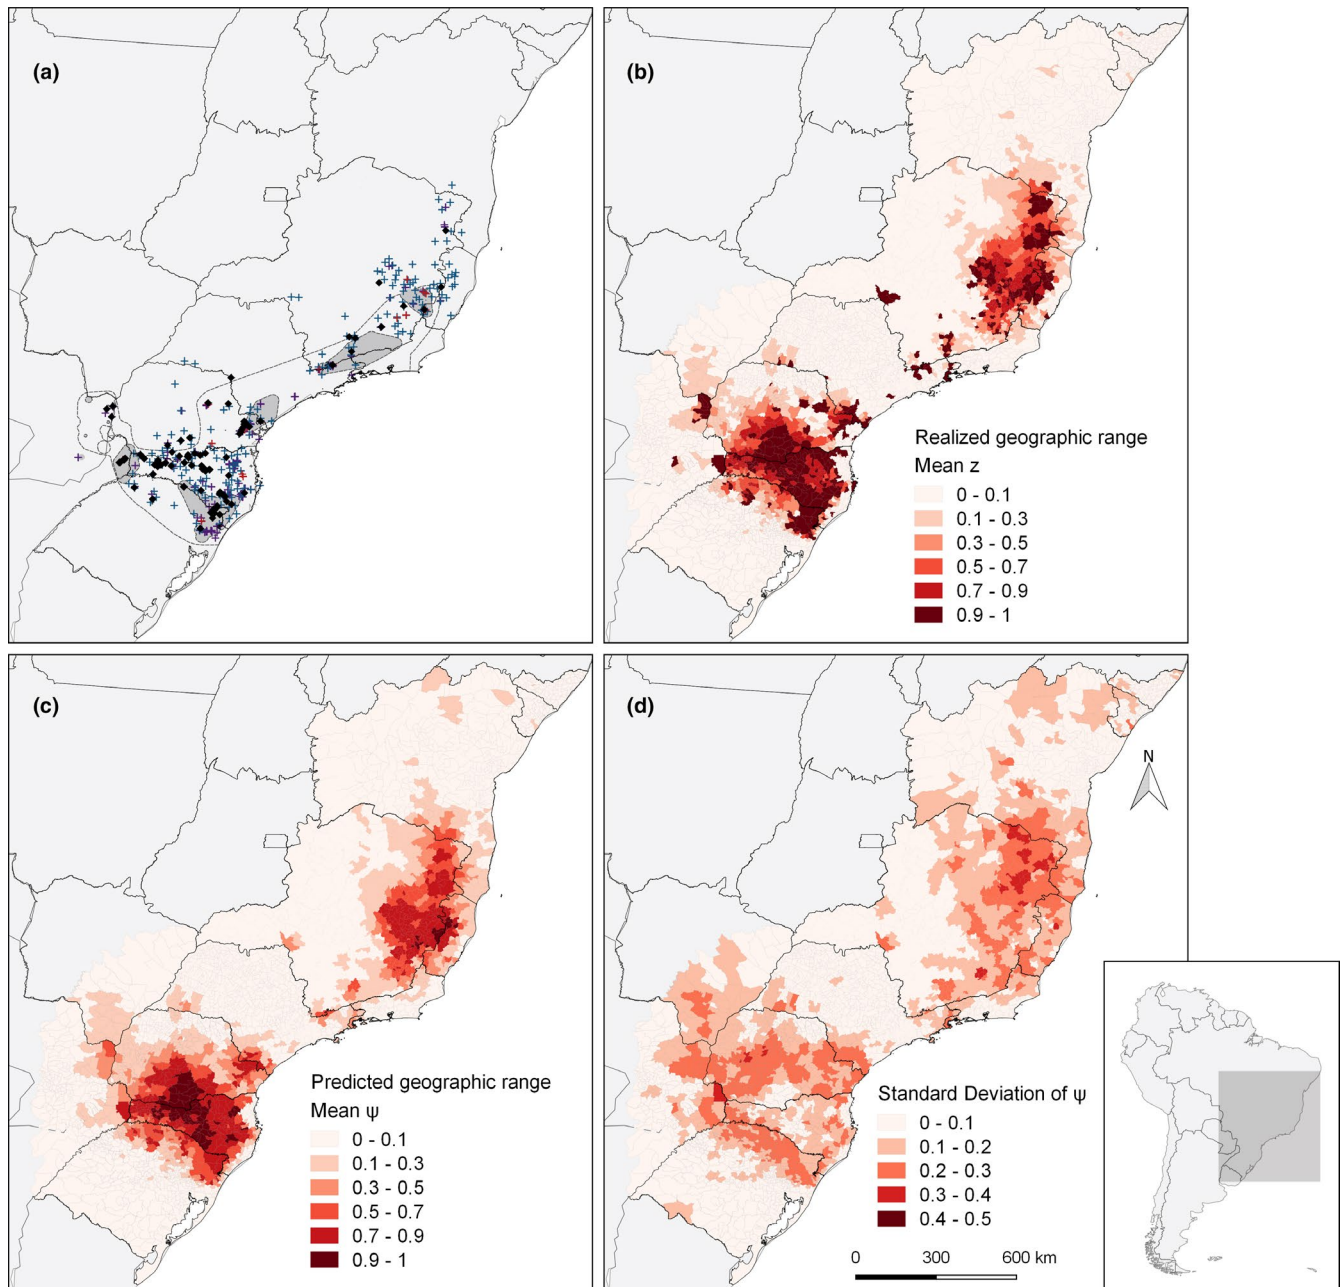 (a)
(b)
Realized geographic range
Mean z
0 - 0.1
0.1 - 0.3
0.3 - 0.5
0.5 - 0.7
0.7 - 0.9
0.9 - 1
(c)
Predicted geographic range
Mean ψ
0 - 0.1
0.1 - 0.3
0.3 - 0.5
0.5 - 0.7
0.7 - 0.9
0.9 - 1
(d)
N
Standard Deviation of ψ
0 - 0.1
0.1 - 0.2
0.2 - 0.3
0.3 - 0.4
0.4 - 0.5
0 300 600 km